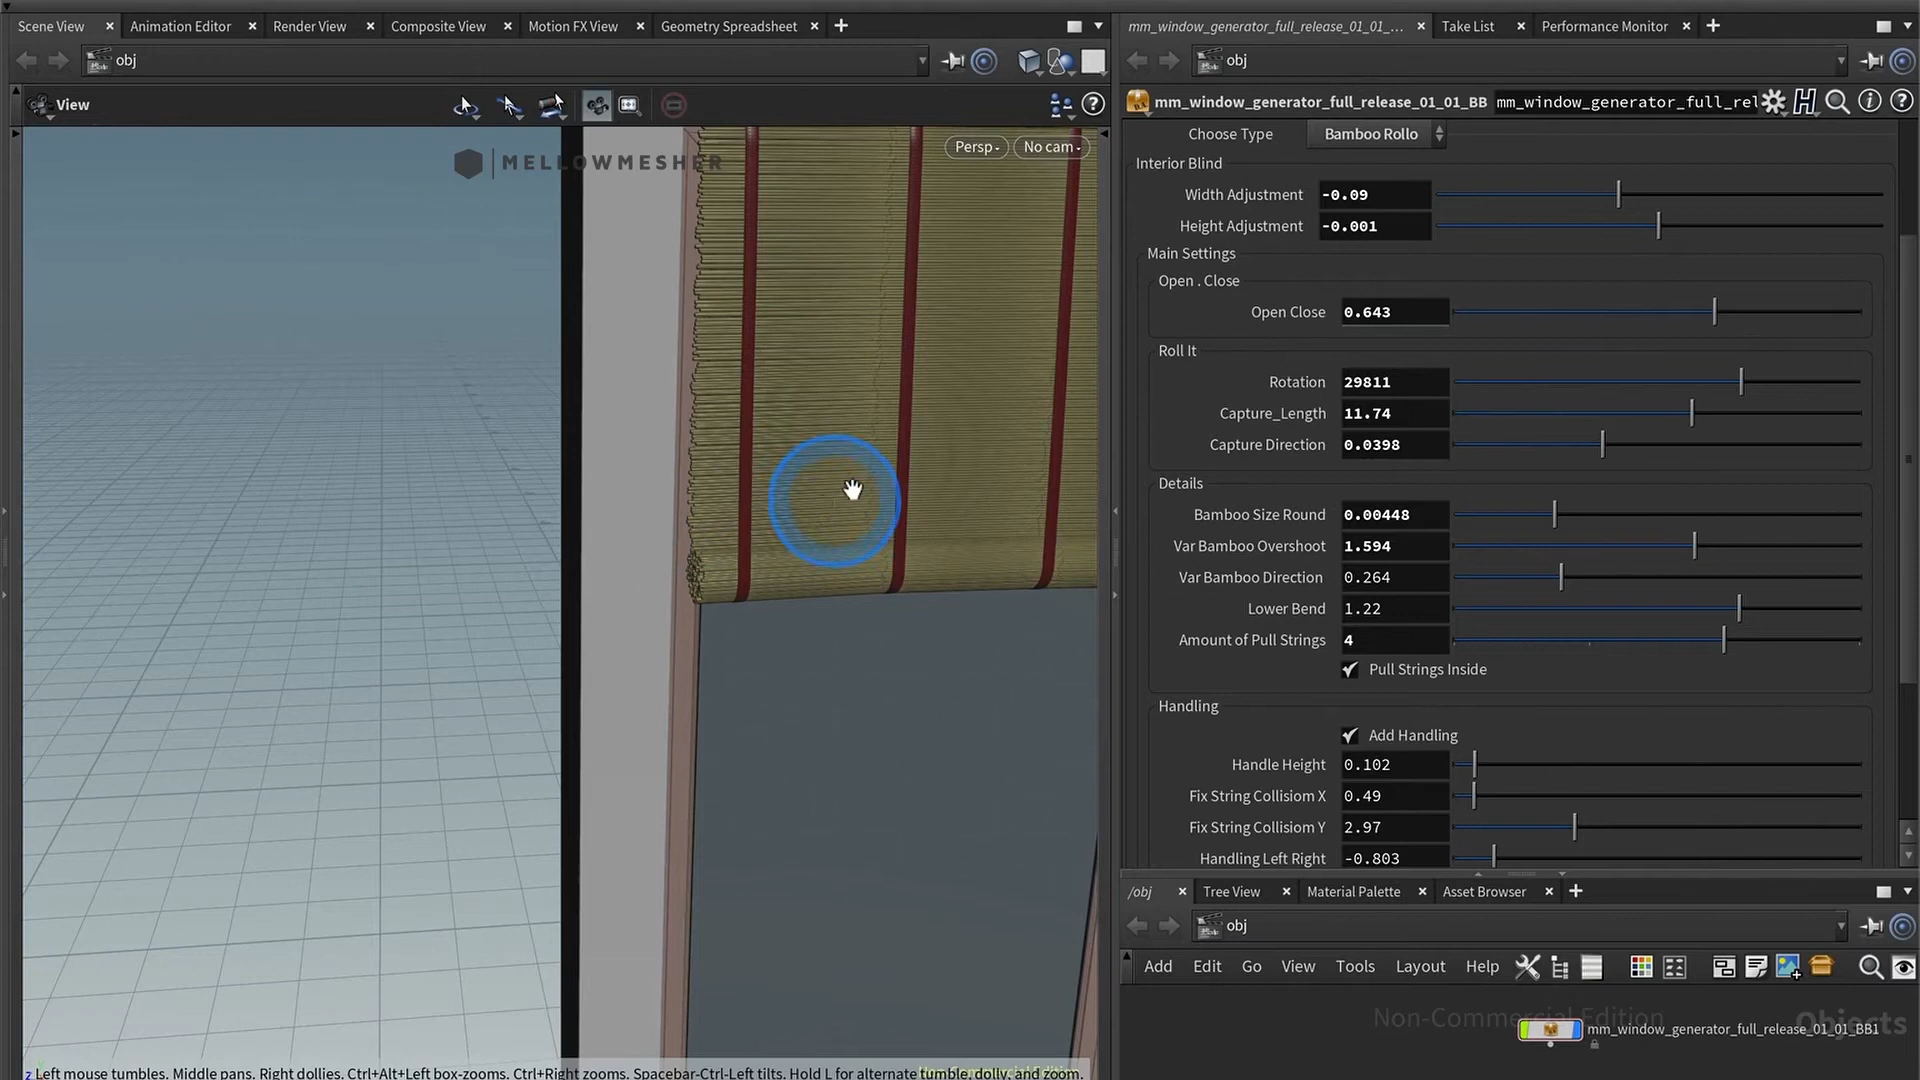 Scene View
Animation Editor
Render View
Composite View
Motion FX View
Geometry Spreadsheet
mm_window_generator_full_release_01_01_...
Take List
Performance Monitor
obj
obj
View
mm_window_generator_full_release_01_01_BB
mm_window_generator_full_rel
MELLOWMESHER
Persp
No cam
Choose Type
Bamboo Rollo
Interior Blind
Width Adjustment -0.09
Height Adjustment -0.001
Main Settings
Open . Close
Open Close 0.643
Roll It
Rotation 29811
Capture_Length 11.74
Capture Direction 0.0398
Details
Bamboo Size Round 0.00448
Var Bamboo Overshoot 1.594
Var Bamboo Direction 0.264
Lower Bend 1.22
Amount of Pull Strings 4
Pull Strings Inside
Handling
Add Handling
Handle Height 0.102
Fix String Collisiom X 0.49
Fix String Collisiom Y 2.97
Handling Left Right -0.803
/obj
Tree View
Material Palette
Asset Browser
obj
Add Edit Go View Tools Layout Help
Non-Commercial Edition
Objects
mm_window_generator_full_release_01_01_BB1
z Left mouse tumbles. Middle pans. Right dollies. Ctrl+Alt+Left box-zooms. Ctrl+Right zooms. Spacebar-Ctrl-Left tilts. Hold L for alternate tumble, dolly, and zoom.